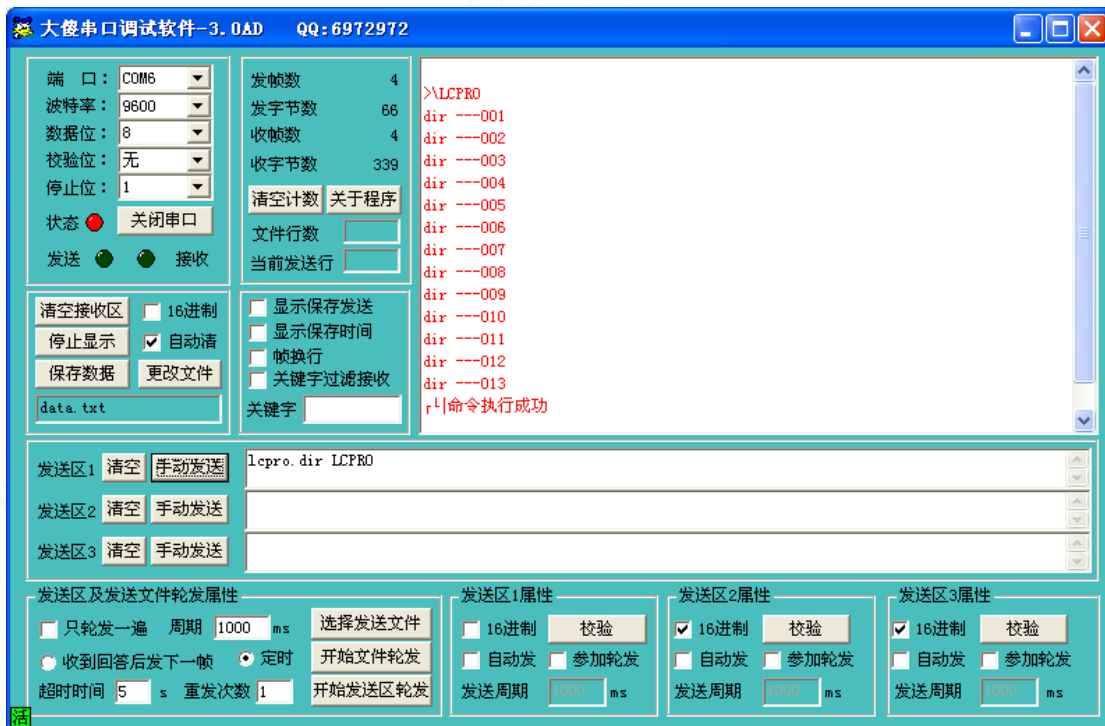 大傻串口调试软件-3.0AD QQ:6972972
端 口： COM6
波特率： 9600
数据位： 8
校验位： 无
停止位： 1
状态 关闭串口
发送 接收
发帧数 4
发字节数 66
收帧数 4
收字节数 339
清空计数 关于程序
文件行数
当前发送行
>\LCPRO
dir ---001
dir ---002
dir ---003
dir ---004
dir ---005
dir ---006
dir ---007
dir ---008
dir ---009
dir ---010
dir ---011
dir ---012
dir ---013
┌└|命令执行成功
清空接收区 16进制
停止显示 自动清
保存数据 更改文件
data.txt
显示保存发送
显示保存时间
帧换行
关键字过滤接收
关键字
发送区1 清空 手动发送 lcpro.dir LCPRO
发送区2 清空 手动发送
发送区3 清空 手动发送
发送区及发送文件轮发属性
只轮发一遍 周期 1000 ms 选择发送文件
收到回答后发下一帧 定时 开始文件轮发
超时时间 5 s 重发次数 1 开始发送区轮发
发送区1属性
16进制 校验
自动发 参加轮发
发送周期 1000 ms
发送区2属性
16进制 校验
自动发 参加轮发
发送周期 1000 ms
发送区3属性
16进制 校验
自动发 参加轮发
发送周期 1000 ms
活